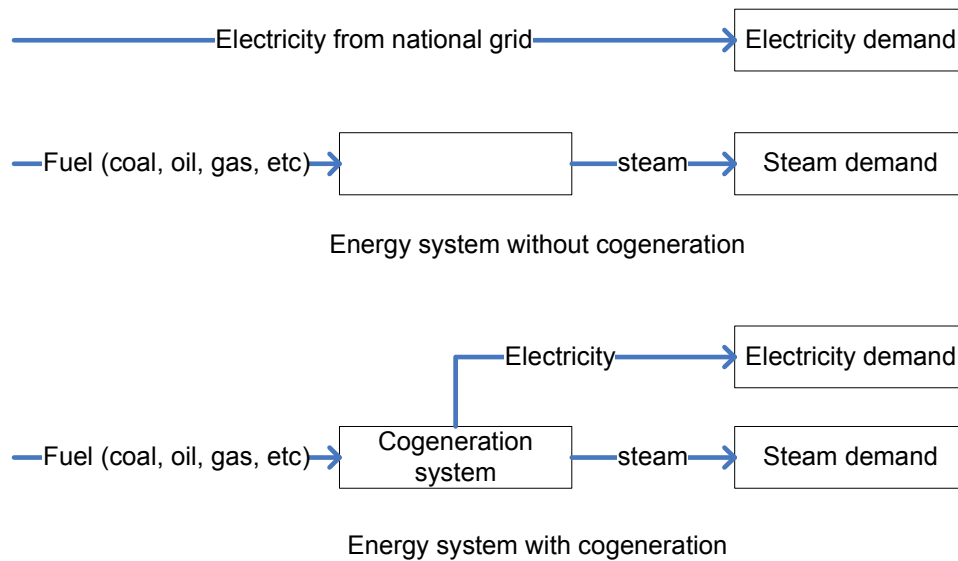 Electricity from national grid
Electricity demand
Fuel (coal, oil, gas, etc)
steam
Steam demand
Energy system without cogeneration
Electricity
Electricity demand
Fuel (coal, oil, gas, etc)
Cogeneration
system
steam
Steam demand
Energy system with cogeneration